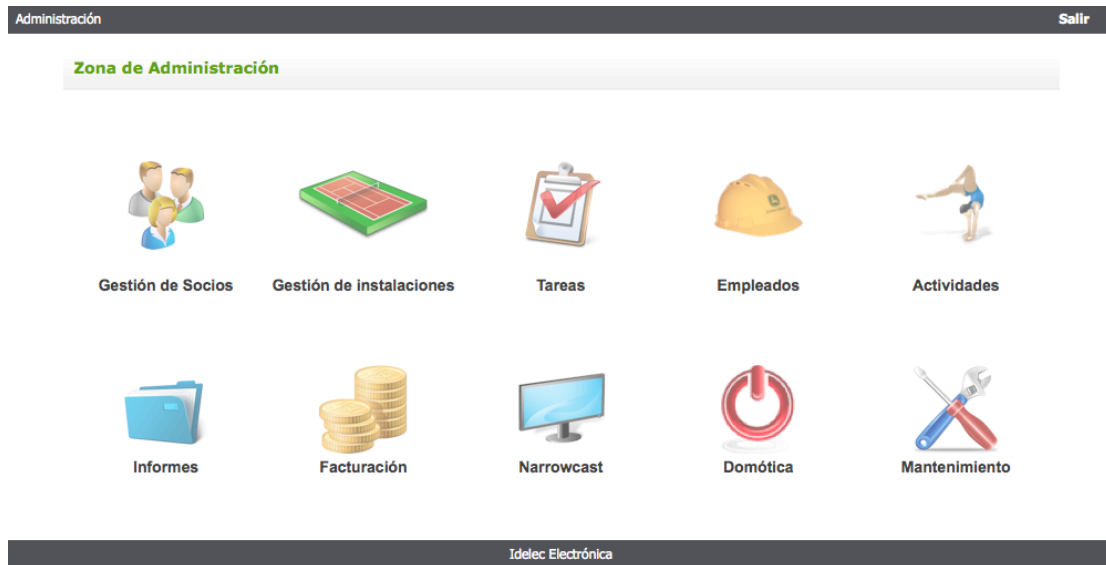 Administración Salir
Zona de Administración
Gestión de Socios Gestión de instalaciones Tareas Empleados Actividades
Informes Facturación Narrowcast Domótica Mantenimiento
Idelec Electrónica